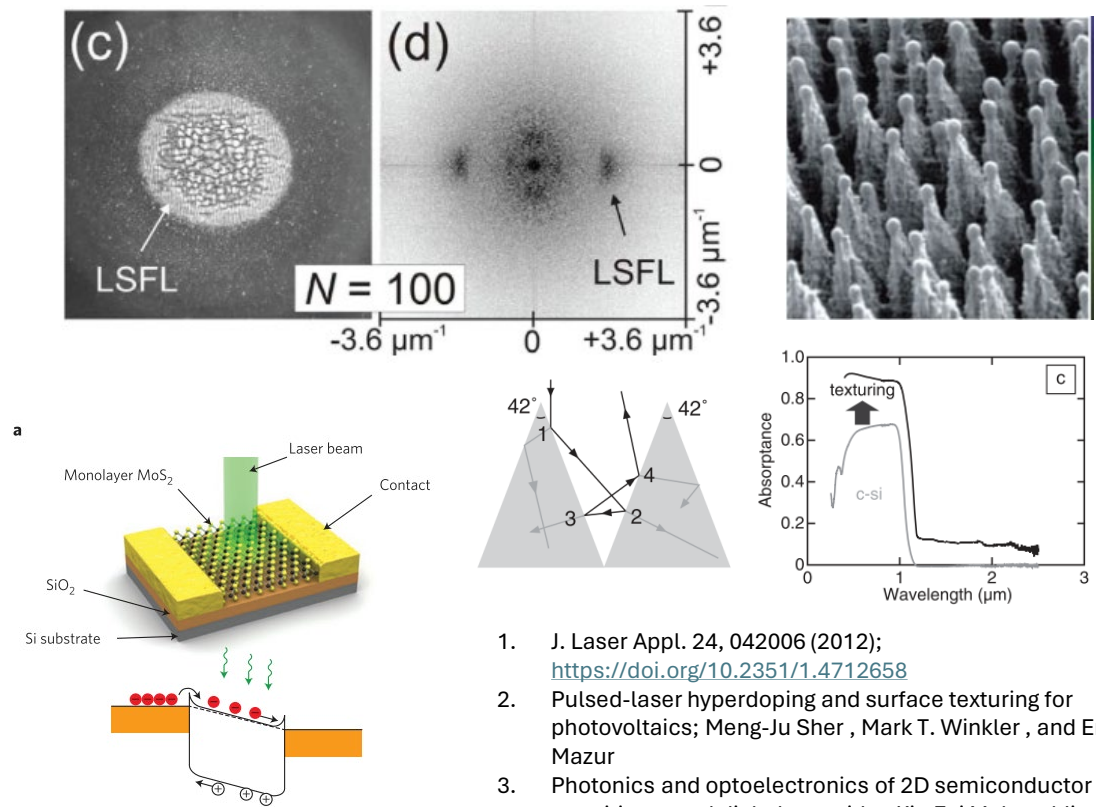 (c)
LSFL
N = 100
(d)
LSFL
+3.6
0
-3.6 µm⁻¹
-3.6 µm⁻¹
0
+3.6 µm⁻¹
a
Laser beam
Monolayer MoS₂
Contact
SiO₂
Si substrate
42°
42°
1
2
3
4
c
texturing
c-si
Absorptance
1.0
0.8
0.6
0.4
0.2
0
0
1
2
3
Wavelength (µm)
1. J. Laser Appl. 24, 042006 (2012);
https://doi.org/10.2351/1.4712658
2. Pulsed-laser hyperdoping and surface texturing for
photovoltaics; Meng-Ju Sher , Mark T. Winkler , and
Mazur
3. Photonics and optoelectronics of 2D semiconductor